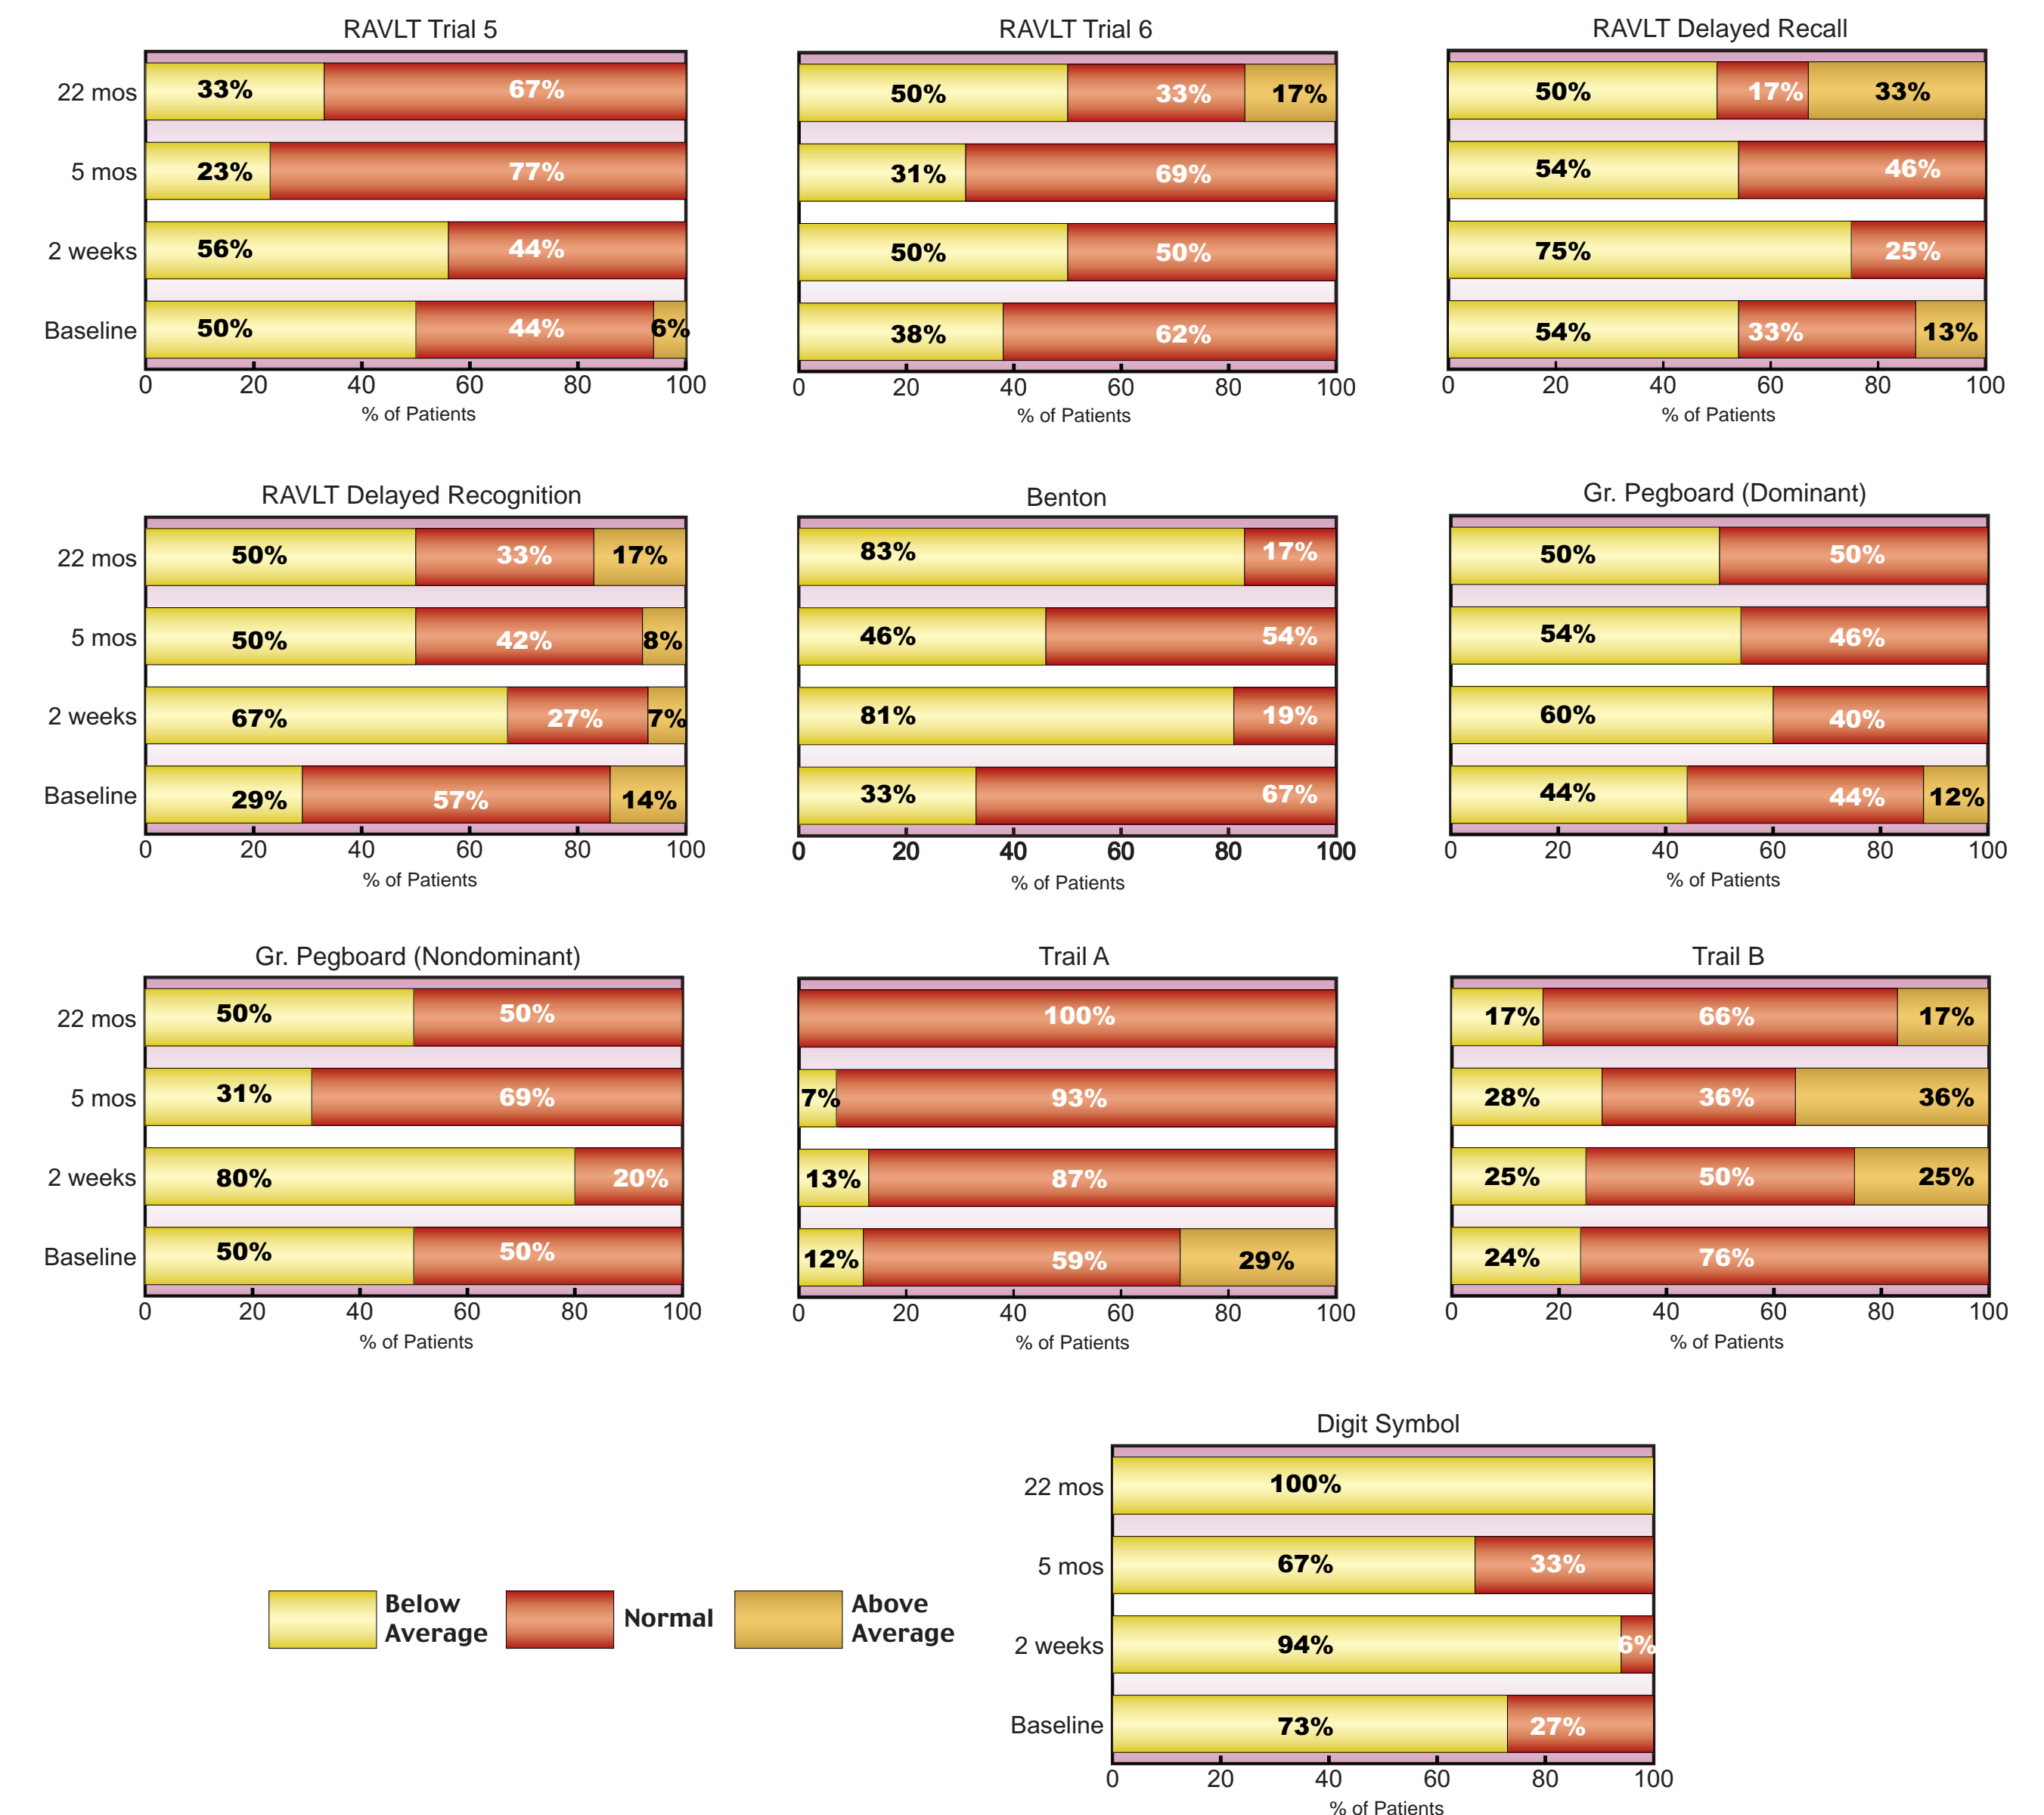 RAVLT Trial 5
22 mos 33% 67%
5 mos 23% 77%
2 weeks 56% 44%
Baseline 50% 44% 6%
0 20 40 60 80 100
% of Patients
RAVLT Trial 6
50% 33% 17%
31% 69%
50% 50%
38% 62%
0 20 40 60 80 100
% of Patients
RAVLT Delayed Recall
50% 17% 33%
54% 46%
75% 25%
54% 33% 13%
0 20 40 60 80 100
% of Patients
RAVLT Delayed Recognition
22 mos 50% 33% 17%
5 mos 50% 42% 8%
2 weeks 67% 27% 7%
Baseline 29% 57% 14%
0 20 40 60 80 100
% of Patients
Benton
83% 17%
46% 54%
81% 19%
33% 67%
0 20 40 60 80 100
% of Patients
Gr. Pegboard (Dominant)
50% 50%
54% 46%
60% 40%
44% 44% 12%
0 20 40 60 80 100
% of Patients
Gr. Pegboard (Nondominant)
22 mos 50% 50%
5 mos 31% 69%
2 weeks 80% 20%
Baseline 50% 50%
0 20 40 60 80 100
% of Patients
Trail A
100%
7% 93%
13% 87%
12% 59% 29%
0 20 40 60 80 100
% of Patients
Trail B
17% 66% 17%
28% 36% 36%
25% 50% 25%
24% 76%
0 20 40 60 80 100
% of Patients
Digit Symbol
22 mos 100%
5 mos 67% 33%
2 weeks 94% 6%
Baseline 73% 27%
0 20 40 60 80 100
% of Patients
Below
Average
Normal
Above
Average